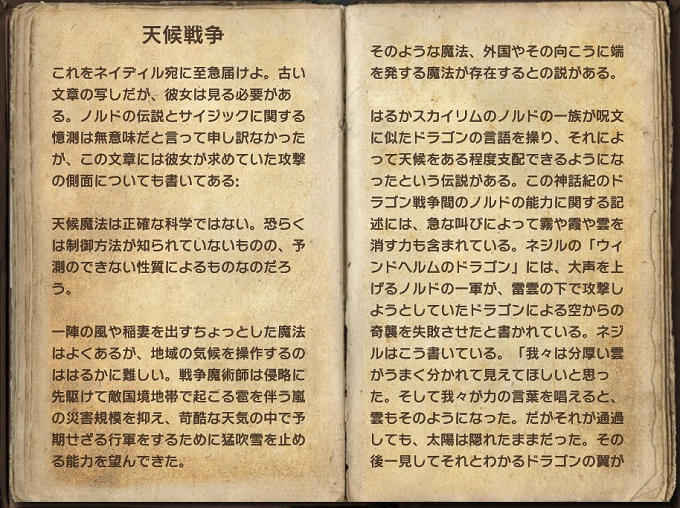 天候戦争
これをネイディル宛に至急届けよ。古い
文章の写しだが、彼女は見る必要があ
る。ノルドの伝説とサイジックに関する
憶測は無意味だと言って申し訳なかった
が、この文章には彼女が求めていた攻撃
の側面についても書いてある:
天候魔法は正確な科学ではない。恐らく
は制御方法が知られていないものの、予
測のできない性質によるものなのだろ
う。
一陣の風や稲妻を出すちょっとした魔法
はよくあるが、地域の気候を操作するの
ははるかに難しい。戦争魔術師は侵略に
先駆けて敵国境地帯で起こる雹を伴う嵐
の災害規模を抑え、苛酷な天気の中で予
期せざる行軍をするために猛吹雪を止め
る能力を望んできた。
そのような魔法、外国やその向こうに端
を発する魔法が存在するとの説がある。
はるかスカイリムのノルドの一族が呪文
に似たドラゴンの言語を操り、それによ
って天候をある程度支配できるようにな
ったという伝説がある。この神話紀のド
ラゴン戦争間のノルドの能力に関する記
述には、急な叫びによって霧や霞や雲を
消す力も含まれている。ネジルの「ウィ
ンドヘルムのドラゴン」には、大声を上
げるノルドの一軍が、雷雲の下で攻撃し
ようとしていたドラゴンによる空からの
奇襲を失敗させたと書かれている。ネジ
ルはこう書いている。「我々は分厚い雲
がうまく分かれて見えてほしいと思っ
た。そして我々が力の言葉を唱えると、
雲もそのようになった。だがそれが通過
しても、太陽は隠れたままだった。その
後一見してそれとわかるドラゴンの翼が